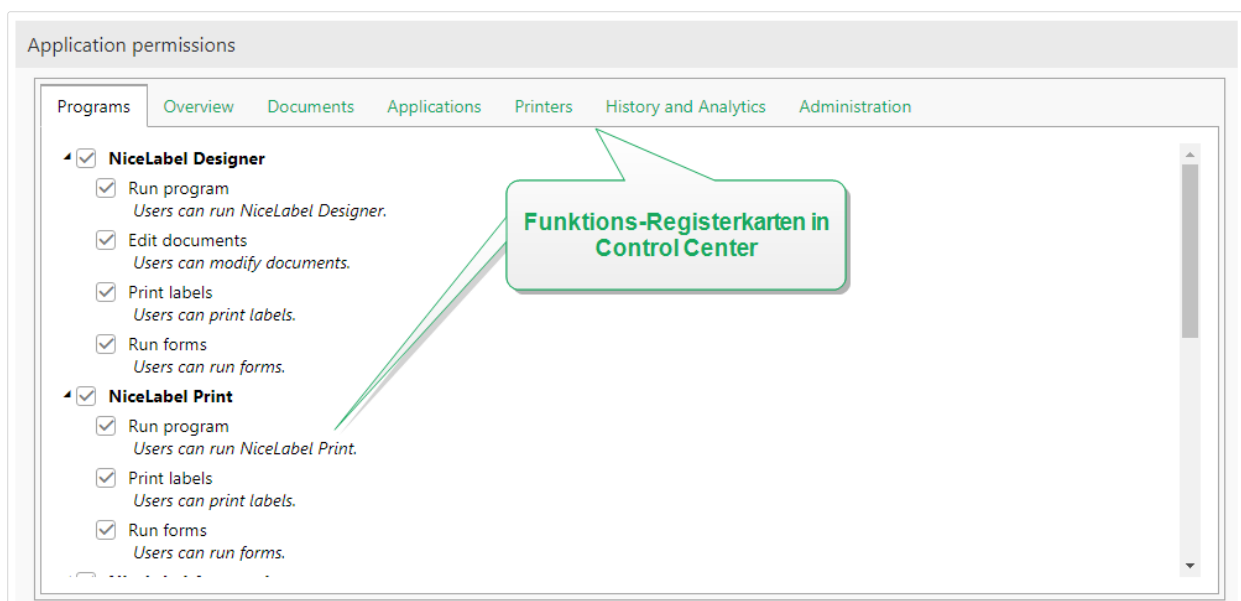 Application permissions
Programs Overview Documents Applications Printers History and Analytics Administration
NiceLabel Designer
Run program
Users can run NiceLabel Designer.
Edit documents
Users can modify documents.
Print labels
Users can print labels.
Run forms
Users can run forms.
NiceLabel Print
Run program
Users can run NiceLabel Print.
Print labels
Users can print labels.
Run forms
Users can run forms.
Funktions-Registerkarten in
Control Center